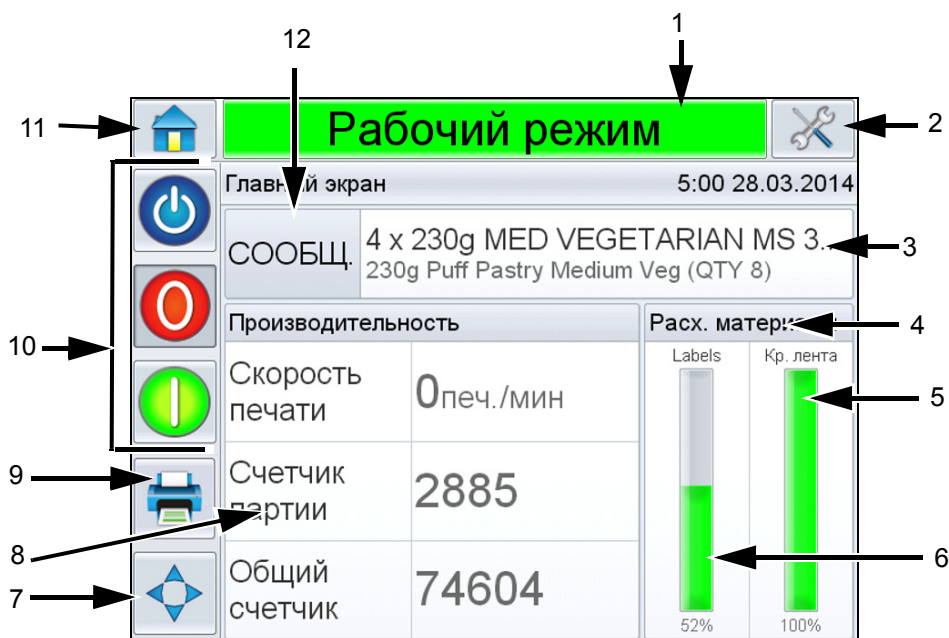 1
12
11
Рабочий режим
2
Главный экран
5:00 28.03.2014
СООБЩ.
4 x 230g MED VEGETARIAN MS 3..
230g Puff Pastry Medium Veg (QTY 8)
3
Производительность
Расх.
4
10
Labels
Кр. лента
Скорость
печати
0печ./мин
5
9
Счетчик
партии
2885
8
6
7
Общий
счетчик
74604
52%
100%